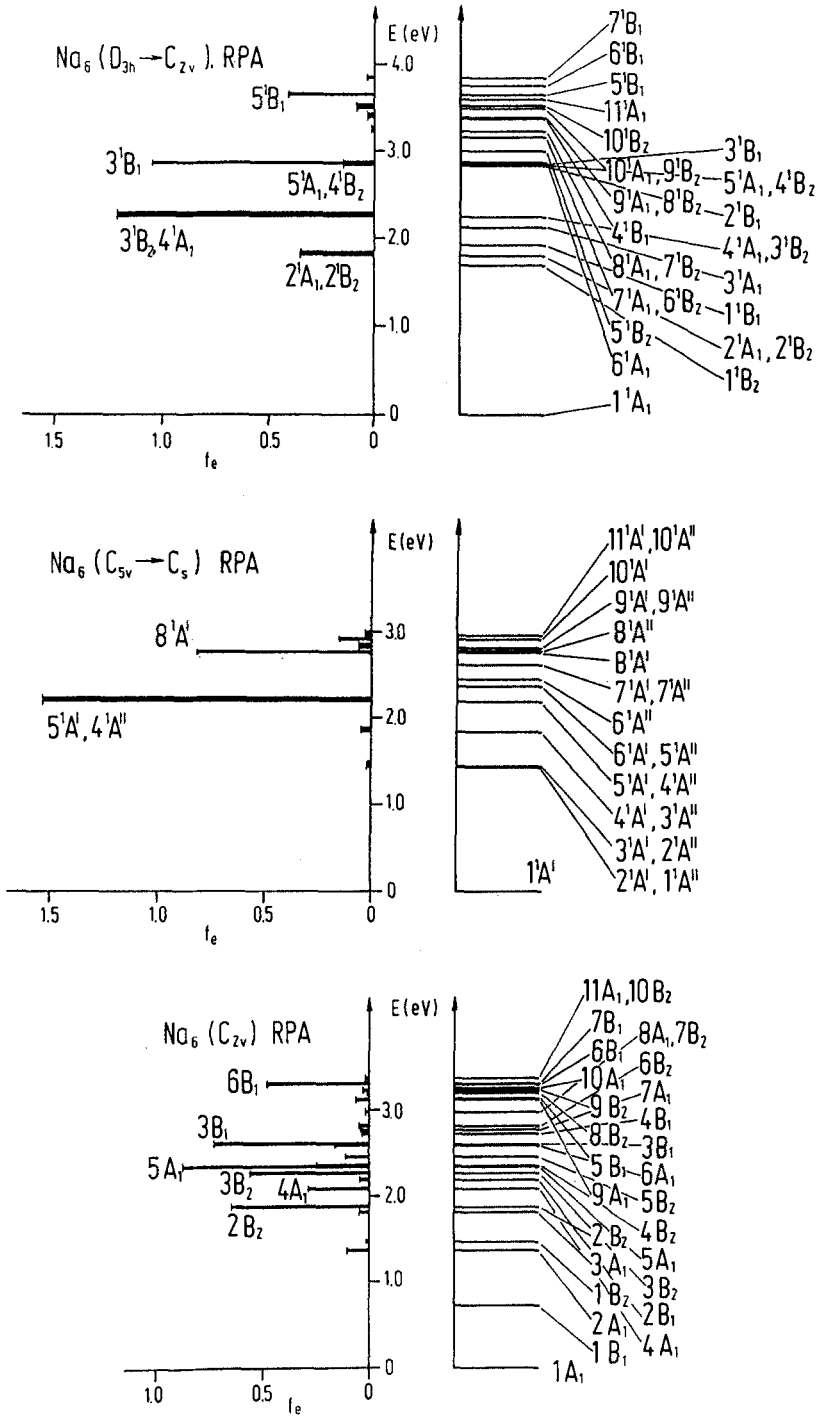 Na₆ (D₃ₕ → C₂ᵥ). RPA
E (eV)
4.0
3.0
2.0
1.0
0
5¹B₁
3¹B₁
5¹A₁, 4¹B₂
3¹B₂, 4¹A₁
2¹A₁, 2¹B₂
1.5
1.0
0.5
0
fₑ
7¹B₁
6¹B₁
5¹B₁
11¹A₁
10¹B₂
10¹A₁, 9¹B₂
9¹A₁, 8¹B₂
4¹B₁
8¹A₁, 7¹B₂
7¹A₁, 6¹B₂
5¹B₂
6¹A₁
1¹A₁
3¹B₁
5¹A₁, 4¹B₂
2¹B₁
4¹A₁, 3¹B₂
3¹A₁
1¹B₁
2¹A₁, 2¹B₂
1¹B₂
Na₆ (C₅ᵥ → Cₛ) RPA
E (eV)
3.0
2.0
1.0
0
8¹A'
5¹A', 4¹A"
1.5
1.0
0.5
0
fₑ
11¹A', 10¹A"
10¹A'
9¹A', 9¹A"
8¹A"
8¹A'
7¹A', 7¹A"
6¹A"
6¹A', 5¹A"
5¹A', 4¹A"
4¹A', 3¹A"
3¹A', 2¹A"
2¹A', 1¹A"
1¹A'
Na₆ (C₂ᵥ) RPA
E (eV)
3.0
2.0
1.0
0
6B₁
3B₁
5A₁
3B₂
4A₁
2B₂
1.0
0.5
0
fₑ
11A₁, 10B₂
7B₁
8A₁, 7B₂
6B₁
6B₂
10A₁
7A₁
9B₂
4B₁
8B₂
3B₁
5B₁
6A₁
9A₁
5B₂
4B₂
2B₂
5A₁
3A₁
3B₂
1B₂
2B₁
2A₁
4A₁
1B₁
1A₁